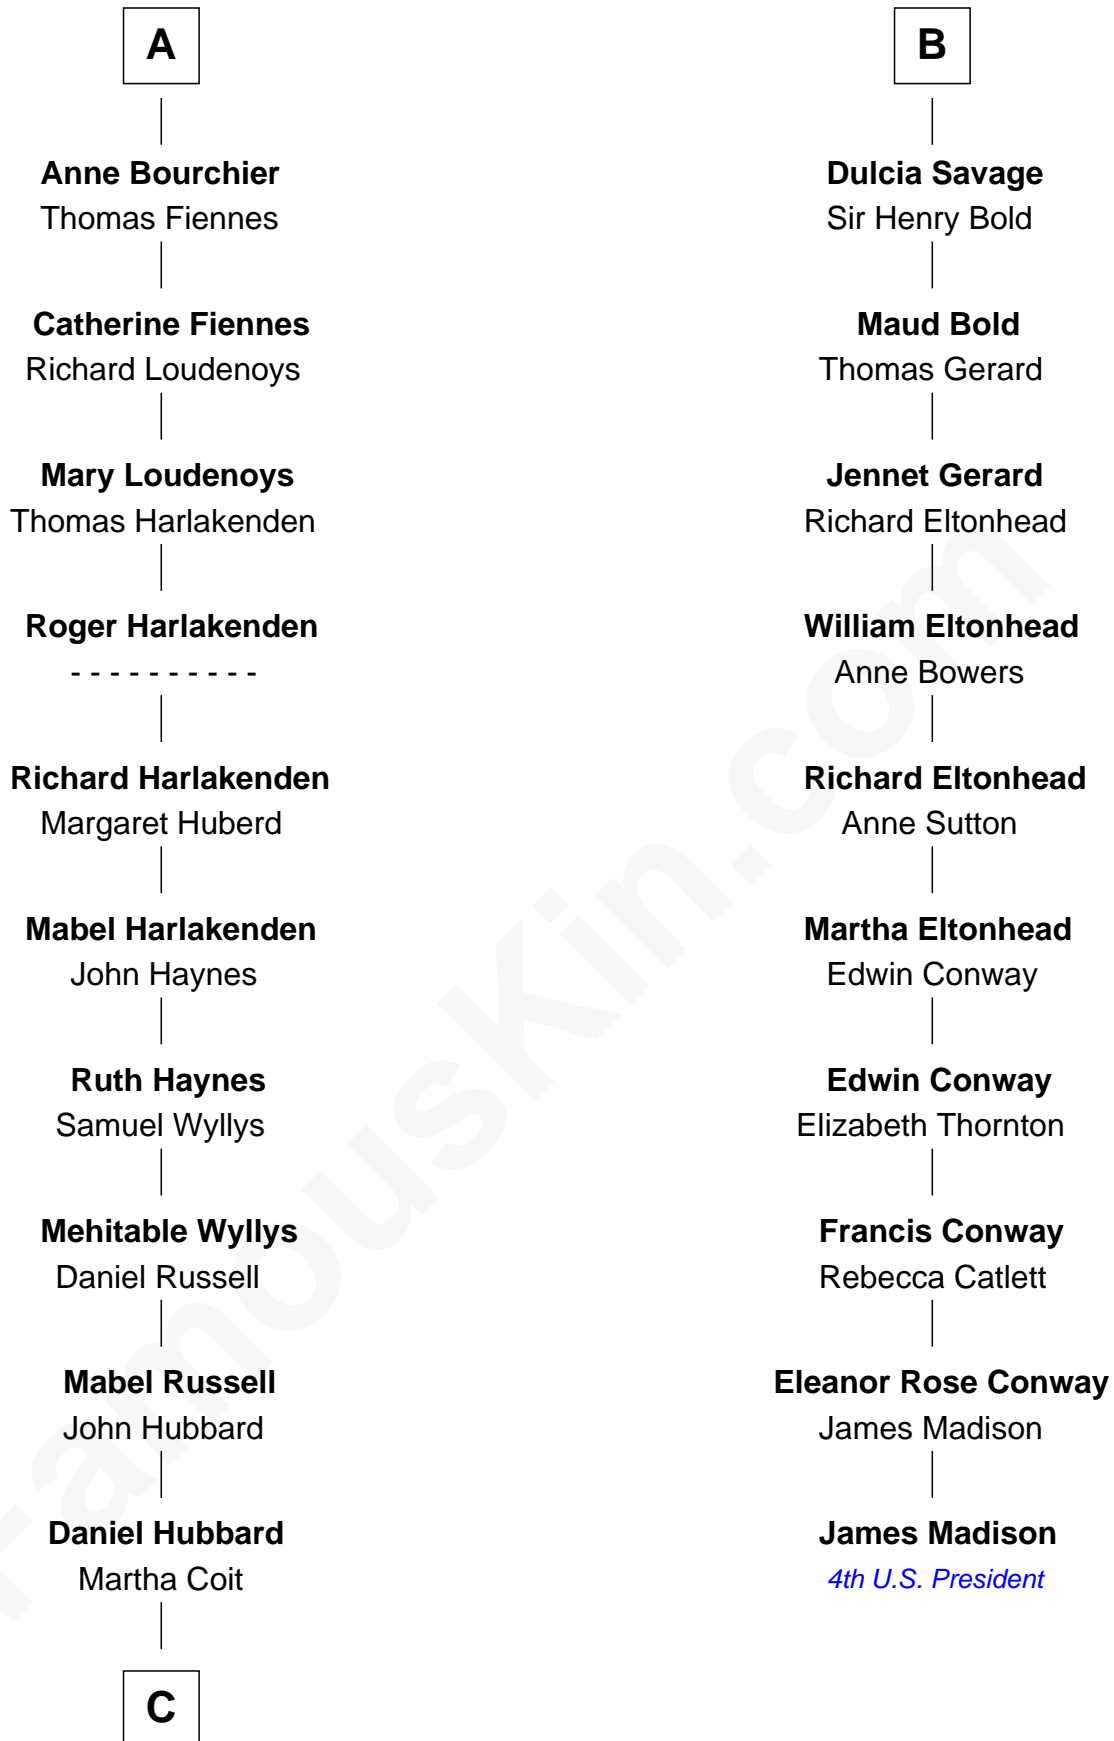 A
Anne Bourchier
Thomas Fiennes
Catherine Fiennes
Richard Loudenoys
Mary Loudenoys
Thomas Harlakenden
Roger Harlakenden
- - - - - - - - - -
Richard Harlakenden
Margaret Huberd
Mabel Harlakenden
John Haynes
Ruth Haynes
Samuel Wyllys
Mehitable Wyllys
Daniel Russell
Mabel Russell
John Hubbard
Daniel Hubbard
Martha Coit
C
B
Dulcia Savage
Sir Henry Bold
Maud Bold
Thomas Gerard
Jennet Gerard
Richard Eltonhead
William Eltonhead
Anne Bowers
Richard Eltonhead
Anne Sutton
Martha Eltonhead
Edwin Conway
Edwin Conway
Elizabeth Thornton
Francis Conway
Rebecca Catlett
Eleanor Rose Conway
James Madison
James Madison
4th U.S. President
FamousKin.com